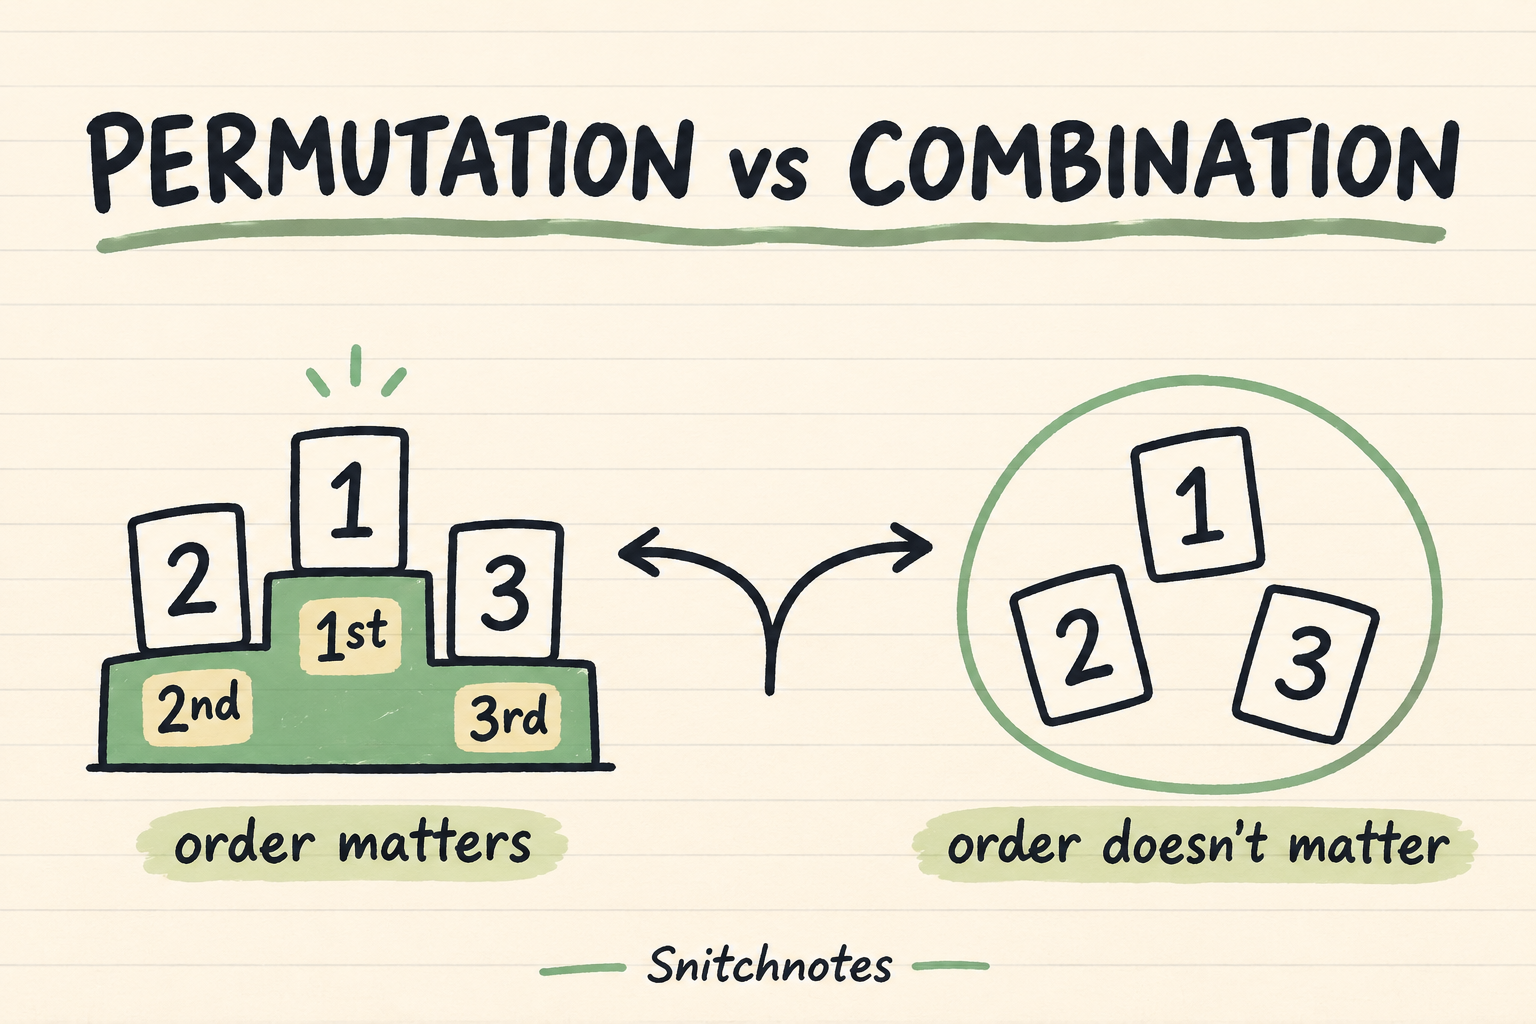 PERMUTATION vs COMBINATION
1
2
3
1st
2nd
3rd
1
2
3
order matters
order doesn't matter
Snitchnotes